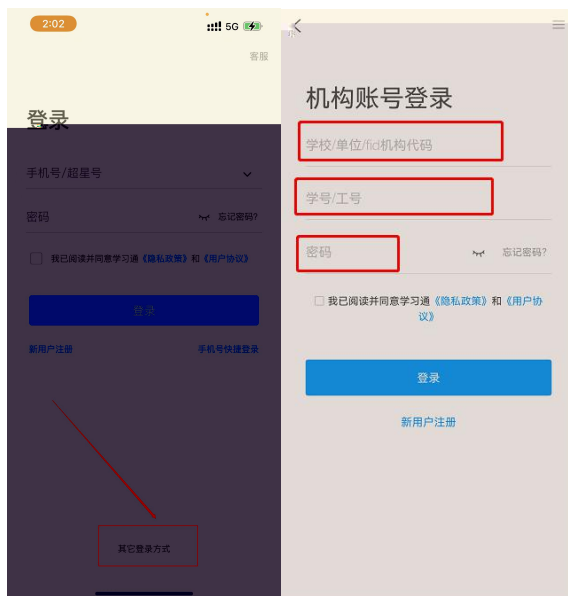 2:02
5G
客服
登录
手机号/超星号
密码
忘记密码?
我已阅读并同意学习通《隐私政策》和《用户协议》
登录
新用户注册
手机号快捷登录
其它登录方式
机构账号登录
学校/单位/fid机构代码
学号/工号
密码
忘记密码?
我已阅读并同意学习通《隐私政策》和《用户协
议》
登录
新用户注册